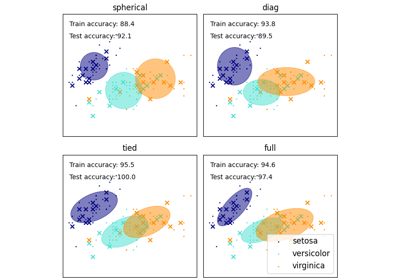 spherical
Train accuracy: 88.4
Test accuracy: 92.1
diag
Train accuracy: 93.8
Test accuracy: 89.5
tied
Train accuracy: 95.5
Test accuracy: 100.0
full
Train accuracy: 94.6
Test accuracy: 97.4
setosa
versicolor
virginica